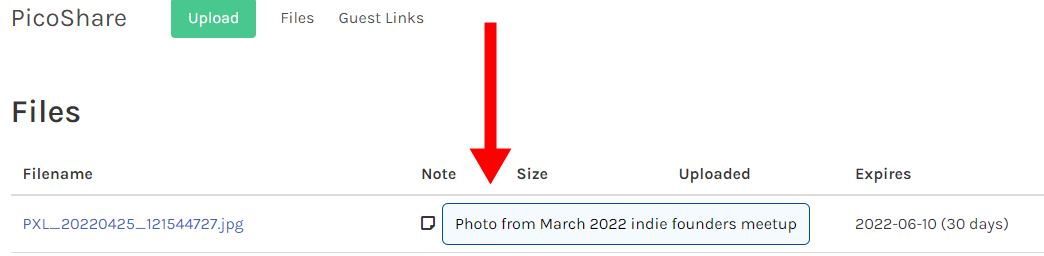 PicoShare Upload Files Guest Links
Files
Filename Note Size Uploaded Expires
PXL_20220425_121544727.jpg Photo from March 2022 indie founders meetup 2022-06-10 (30 days)